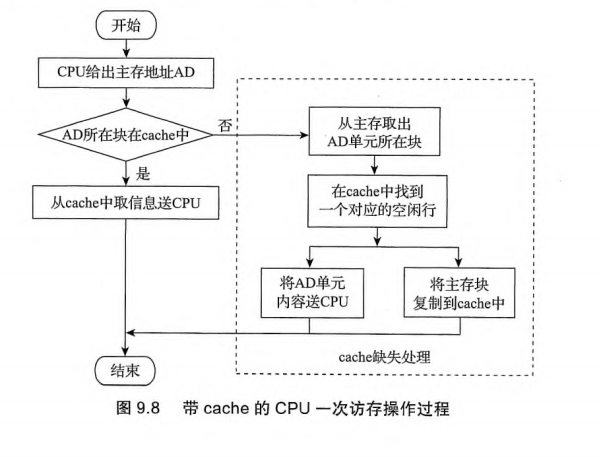 开始
CPU给出主存地址AD
AD所在块在cache中
否
是
从cache中取信息送CPU
从主存取出
AD单元所在块
在cache中找到
一个对应的空闲行
将AD单元
内容送CPU
将主存块
复制到cache中
cache缺失处理
结束
图 9.8 带 cache 的 CPU 一次访存操作过程